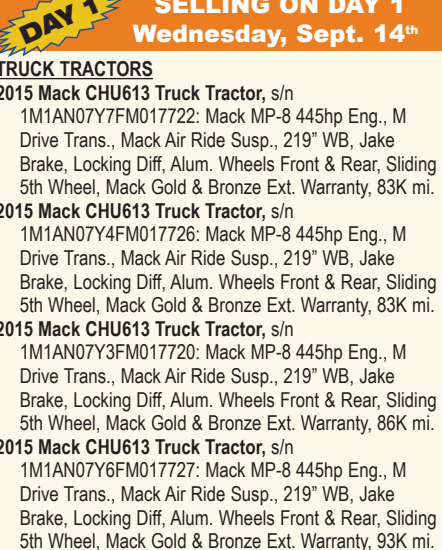 DAY 1
SELLING ON DAY 1
Wednesday, Sept. 14th
TRUCK TRACTORS
2015 Mack CHU613 Truck Tractor, s/n
1M1AN07Y7FM017722: Mack MP-8 445hp Eng., M
Drive Trans., Mack Air Ride Susp., 219” WB, Jake
Brake, Locking Diff, Alum. Wheels Front & Rear, Sliding
5th Wheel, Mack Gold & Bronze Ext. Warranty, 83K mi.
2015 Mack CHU613 Truck Tractor, s/n
1M1AN07Y4FM017726: Mack MP-8 445hp Eng., M
Drive Trans., Mack Air Ride Susp., 219” WB, Jake
Brake, Locking Diff, Alum. Wheels Front & Rear, Sliding
5th Wheel, Mack Gold & Bronze Ext. Warranty, 83K mi.
2015 Mack CHU613 Truck Tractor, s/n
1M1AN07Y3FM017720: Mack MP-8 445hp Eng., M
Drive Trans., Mack Air Ride Susp., 219” WB, Jake
Brake, Locking Diff, Alum. Wheels Front & Rear, Sliding
5th Wheel, Mack Gold & Bronze Ext. Warranty, 86K mi.
2015 Mack CHU613 Truck Tractor, s/n
1M1AN07Y6FM017727: Mack MP-8 445hp Eng., M
Drive Trans., Mack Air Ride Susp., 219” WB, Jake
Brake, Locking Diff, Alum. Wheels Front & Rear, Sliding
5th Wheel, Mack Gold & Bronze Ext. Warranty, 93K mi.